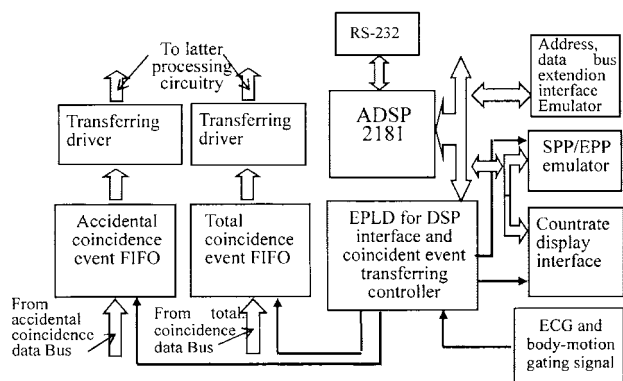 To latter
processing
circuitry
RS-232
Address,
data bus
extendion
interface
Emulator
Transferring
driver
Transferring
driver
ADSP
2181
SPP/EPP
emulator
Accidental
coincidence
event FIFO
Total
coincidence
event FIFO
EPLD for DSP
interface and
coincident event
transferring
controller
Countrate
display
interface
From
accidental
coincidence
data Bus
From total
coincidence
data Bus
ECG and
body-motion
gating signal